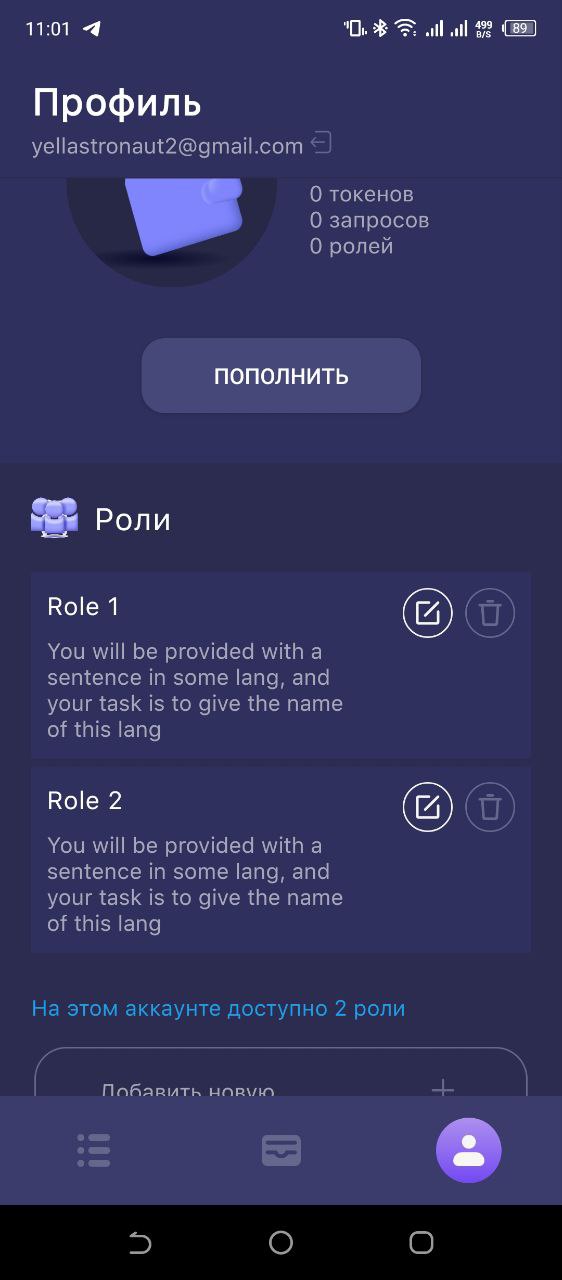 11:01
499
B/S
89
Профиль
yellastronaut2@gmail.com
0 токенов
0 запросов
0 ролей
ПОПОЛНИТЬ
Роли
Role 1
You will be provided with a
sentence in some lang, and
your task is to give the name
of this lang
Role 2
You will be provided with a
sentence in some lang, and
your task is to give the name
of this lang
На этом аккаунте доступно 2 роли
Добавить новую